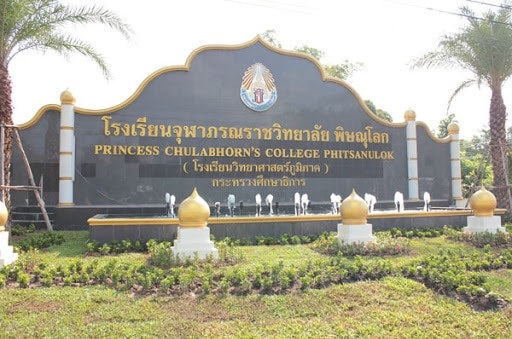 โรงเรียนจุฬาภรณราชวิทยาลัย พิษณุโลก
PRINCESS CHULABHORN'S COLLEGE PHITSANULOK
( โรงเรียนวิทยาศาสตร์ภูมิภาค )
กระทรวงศึกษาธิการ